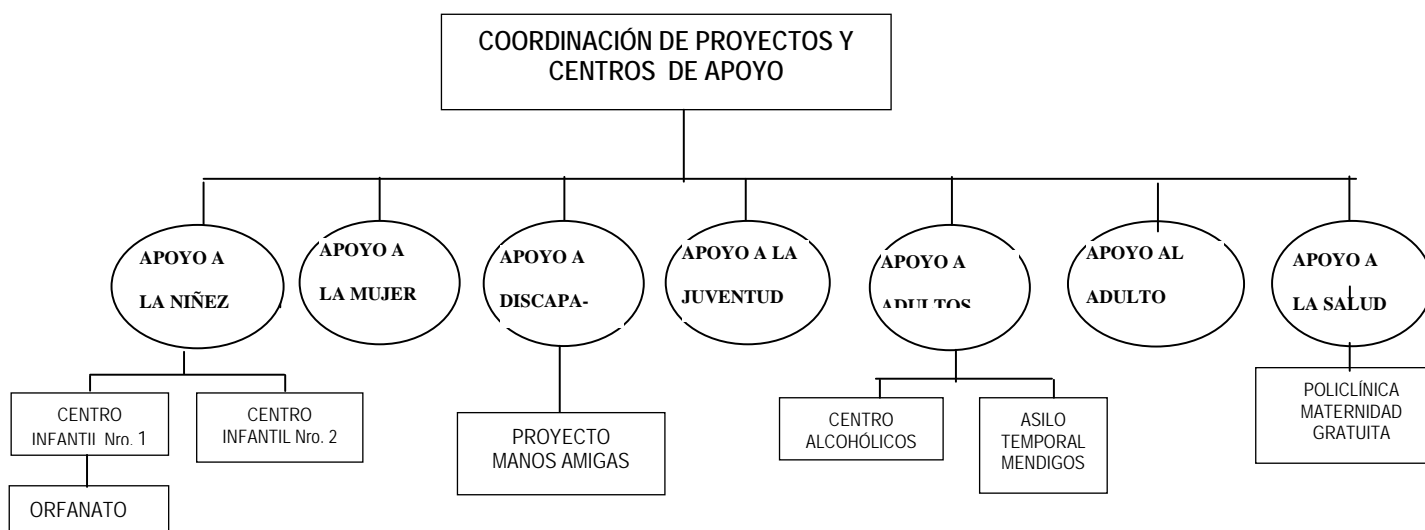 COORDINACIÓN DE PROYECTOS Y
CENTROS DE APOYO
APOYO A
LA NIÑEZ
APOYO A
LA MUJER
APOYO A
DISCAPA-
APOYO A LA
JUVENTUD
APOYO A
ADULTOS
APOYO AL
ADULTO
APOYO A
LA SALUD
CENTRO
INFANTIL Nro. 1
CENTRO
INFANTIL Nro. 2
PROYECTO
MANOS AMIGAS
CENTRO
ALCOHÓLICOS
ASILO
TEMPORAL
MENDIGOS
POLICLÍNICA
MATERNIDAD
GRATUITA
ORFANATO